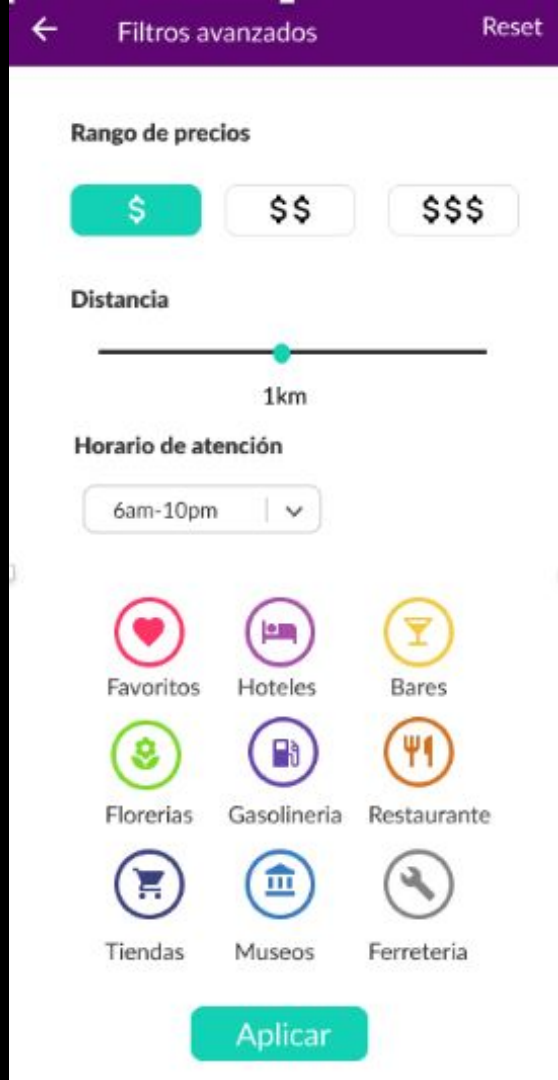 Filtros avanzados Reset
Rango de precios
$ $$ $$$
Distancia
1km
Horario de atención
6am-10pm
Favoritos Hoteles Bares
Florerias Gasolineria Restaurante
Tiendas Museos Ferreteria
Aplicar